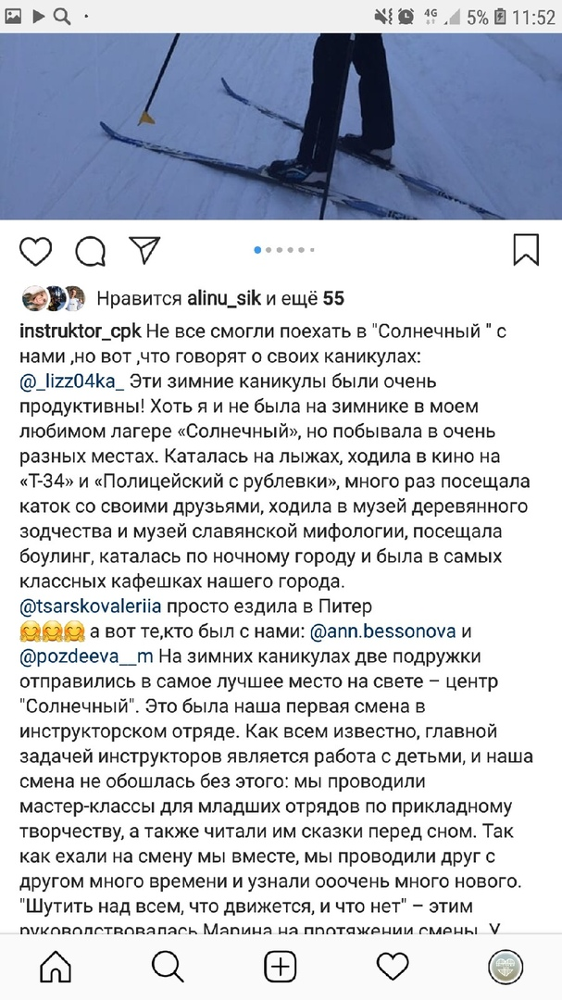 4G 5% 11:52
Нравится alinu_sik и ещё 55
instruktor_cpk Не все смогли поехать в "Солнечный " с
нами ,но вот ,что говорят о своих каникулах:
@_lizz04ka_ Эти зимние каникулы были очень
продуктивны! Хоть я и не была на зимнике в моем
любимом лагере «Солнечный», но побывала в очень
разных местах. Каталась на лыжах, ходила в кино на
«Т-34» и «Полицейский с рублевки», много раз посещала
каток со своими друзьями, ходила в музей деревянного
зодчества и музей славянской мифологии, посещала
боулинг, каталась по ночному городу и была в самых
классных кафешках нашего города.
@tsarskovaleriia просто ездила в Питер
🤗🤗🤗 а вот те,кто был с нами: @ann.bessonova и
@pozdeeva__m На зимних каникулах две подружки
отправились в самое лучшее место на свете – центр
"Солнечный". Это была наша первая смена в
инструкторском отряде. Как всем известно, главной
задачей инструкторов является работа с детьми, и наша
смена не обошлась без этого: мы проводили
мастер-классы для младших отрядов по прикладному
творчеству, а также читали им сказки перед сном. Так
как ехали на смену мы вместе, мы проводили друг с
другом много времени и узнали ооочень много нового.
"Шутить над всем, что движется, и что нет" – этим
руководствовалась Марина на протяжении смены. У